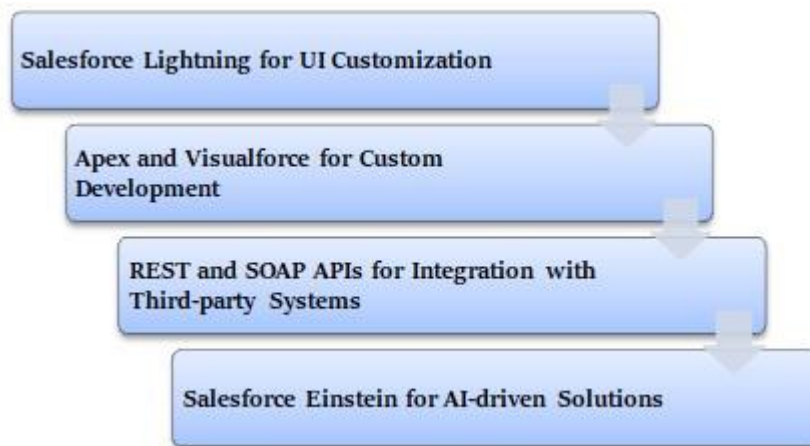 Salesforce Lightning for UI Customization
Apex and Visualforce for Custom
Development
REST and SOAP APIs for Integration with
Third-party Systems
Salesforce Einstein for AI-driven Solutions